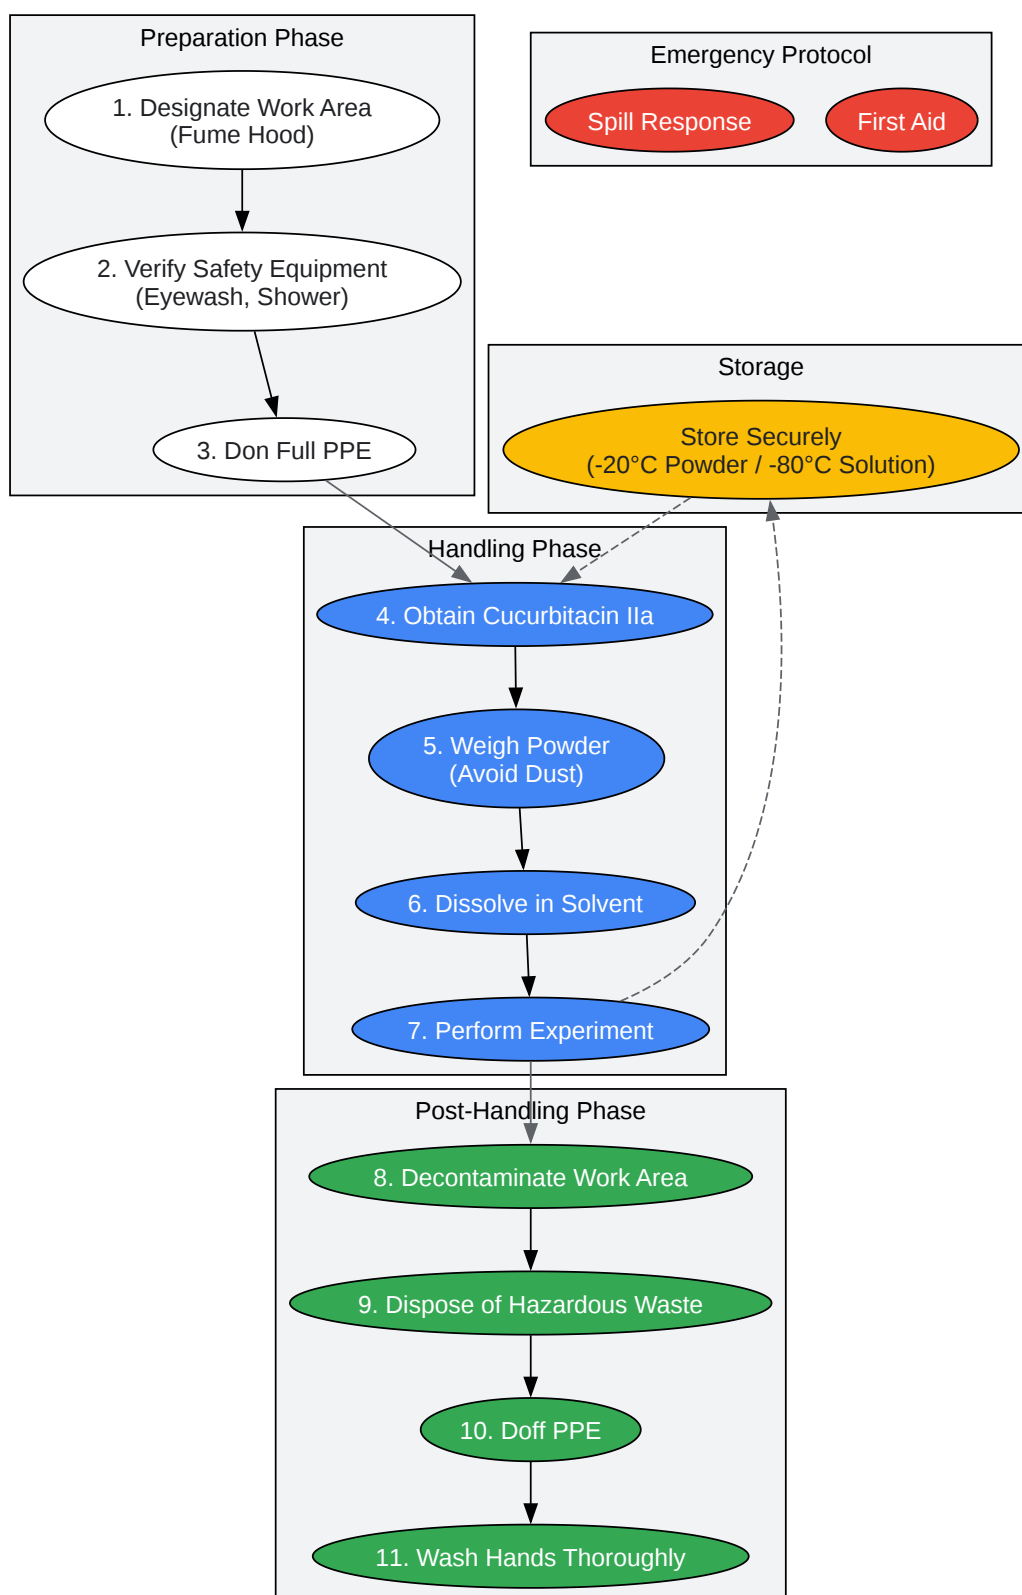 Preparation Phase
1. Designate Work Area
(Fume Hood)
2. Verify Safety Equipment
(Eyewash, Shower)
3. Don Full PPE
Emergency Protocol
Spill Response
First Aid
Storage
Store Securely
(-20°C Powder / -80°C Solution)
Handling Phase
4. Obtain Cucurbitacin IIa
5. Weigh Powder
(Avoid Dust)
6. Dissolve in Solvent
7. Perform Experiment
Post-Handling Phase
8. Decontaminate Work Area
9. Dispose of Hazardous Waste
10. Doff PPE
11. Wash Hands Thoroughly